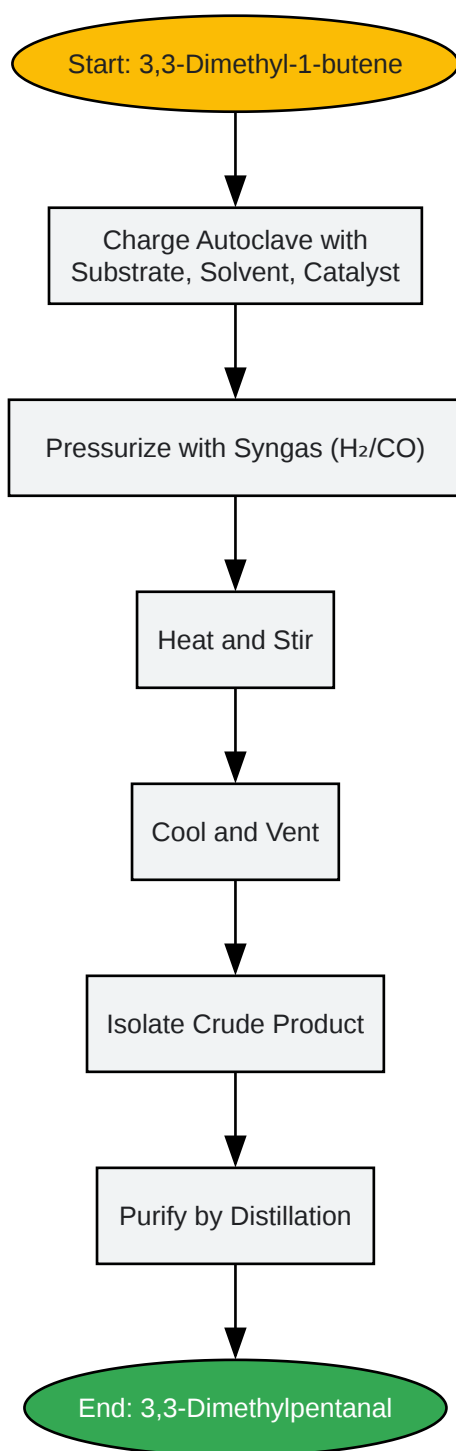 Start: 3,3-Dimethyl-1-butene
Charge Autoclave with
Substrate, Solvent, Catalyst
Pressurize with Syngas (H₂/CO)
Heat and Stir
Cool and Vent
Isolate Crude Product
Purify by Distillation
End: 3,3-Dimethylpentanal